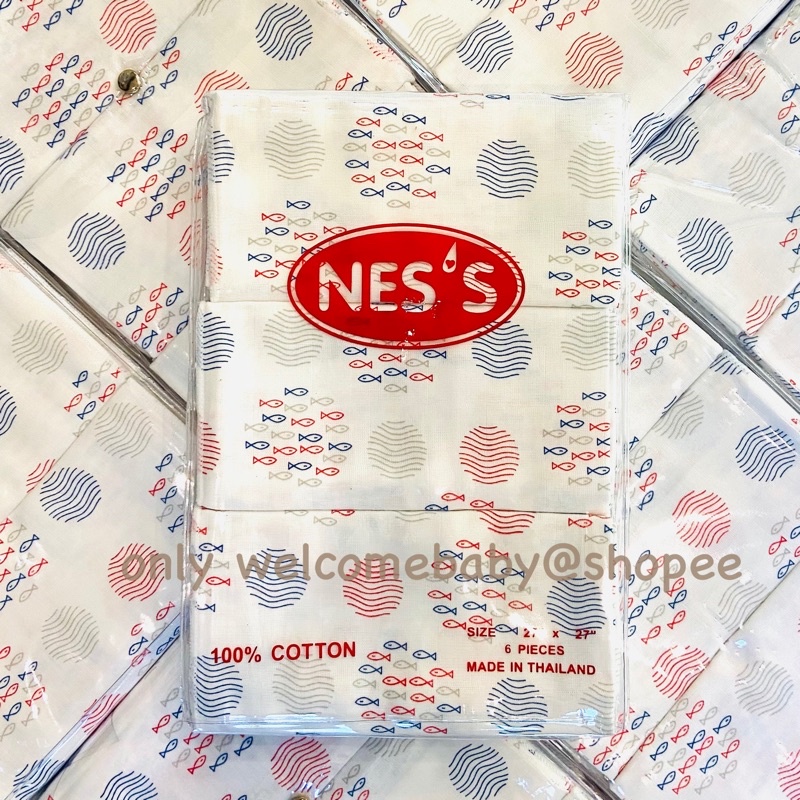 NES'S
only welcomebaby@shopee
100% COTTON
SIZE 27" x 27"
6 PIECES
MADE IN THAILAND